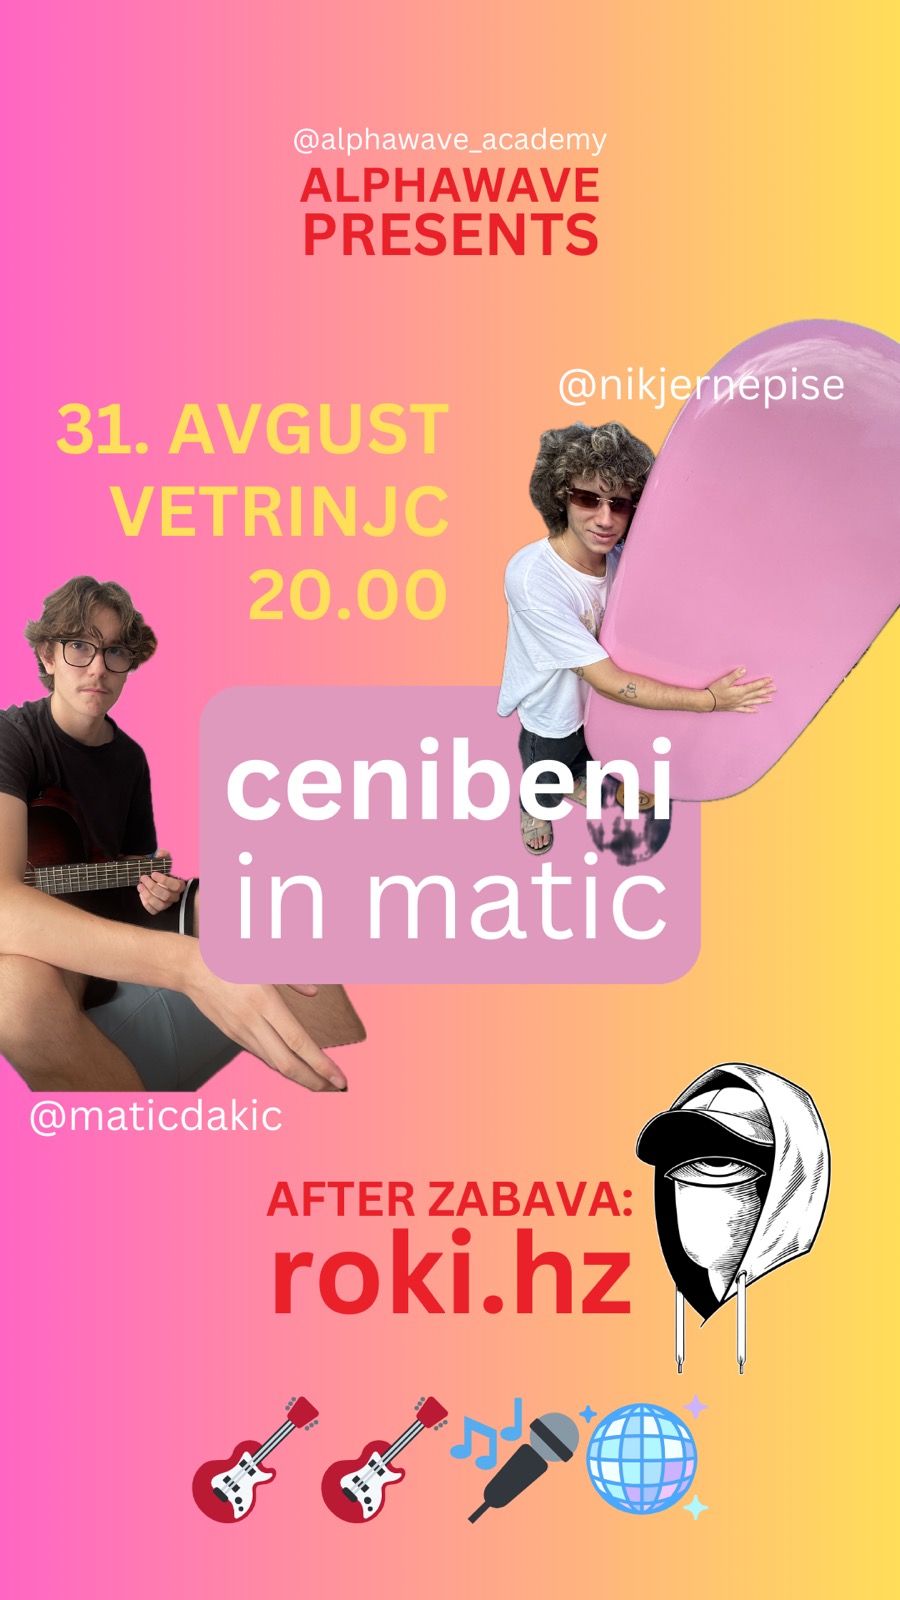 @alphawave_academy
ALPHAWAVE
PRESENTS
@nikjernepise
31. AVGUST
VETRINJC
20.00
cenibeni
in matic
@maticdakic
AFTER ZABAVA:
roki.hz